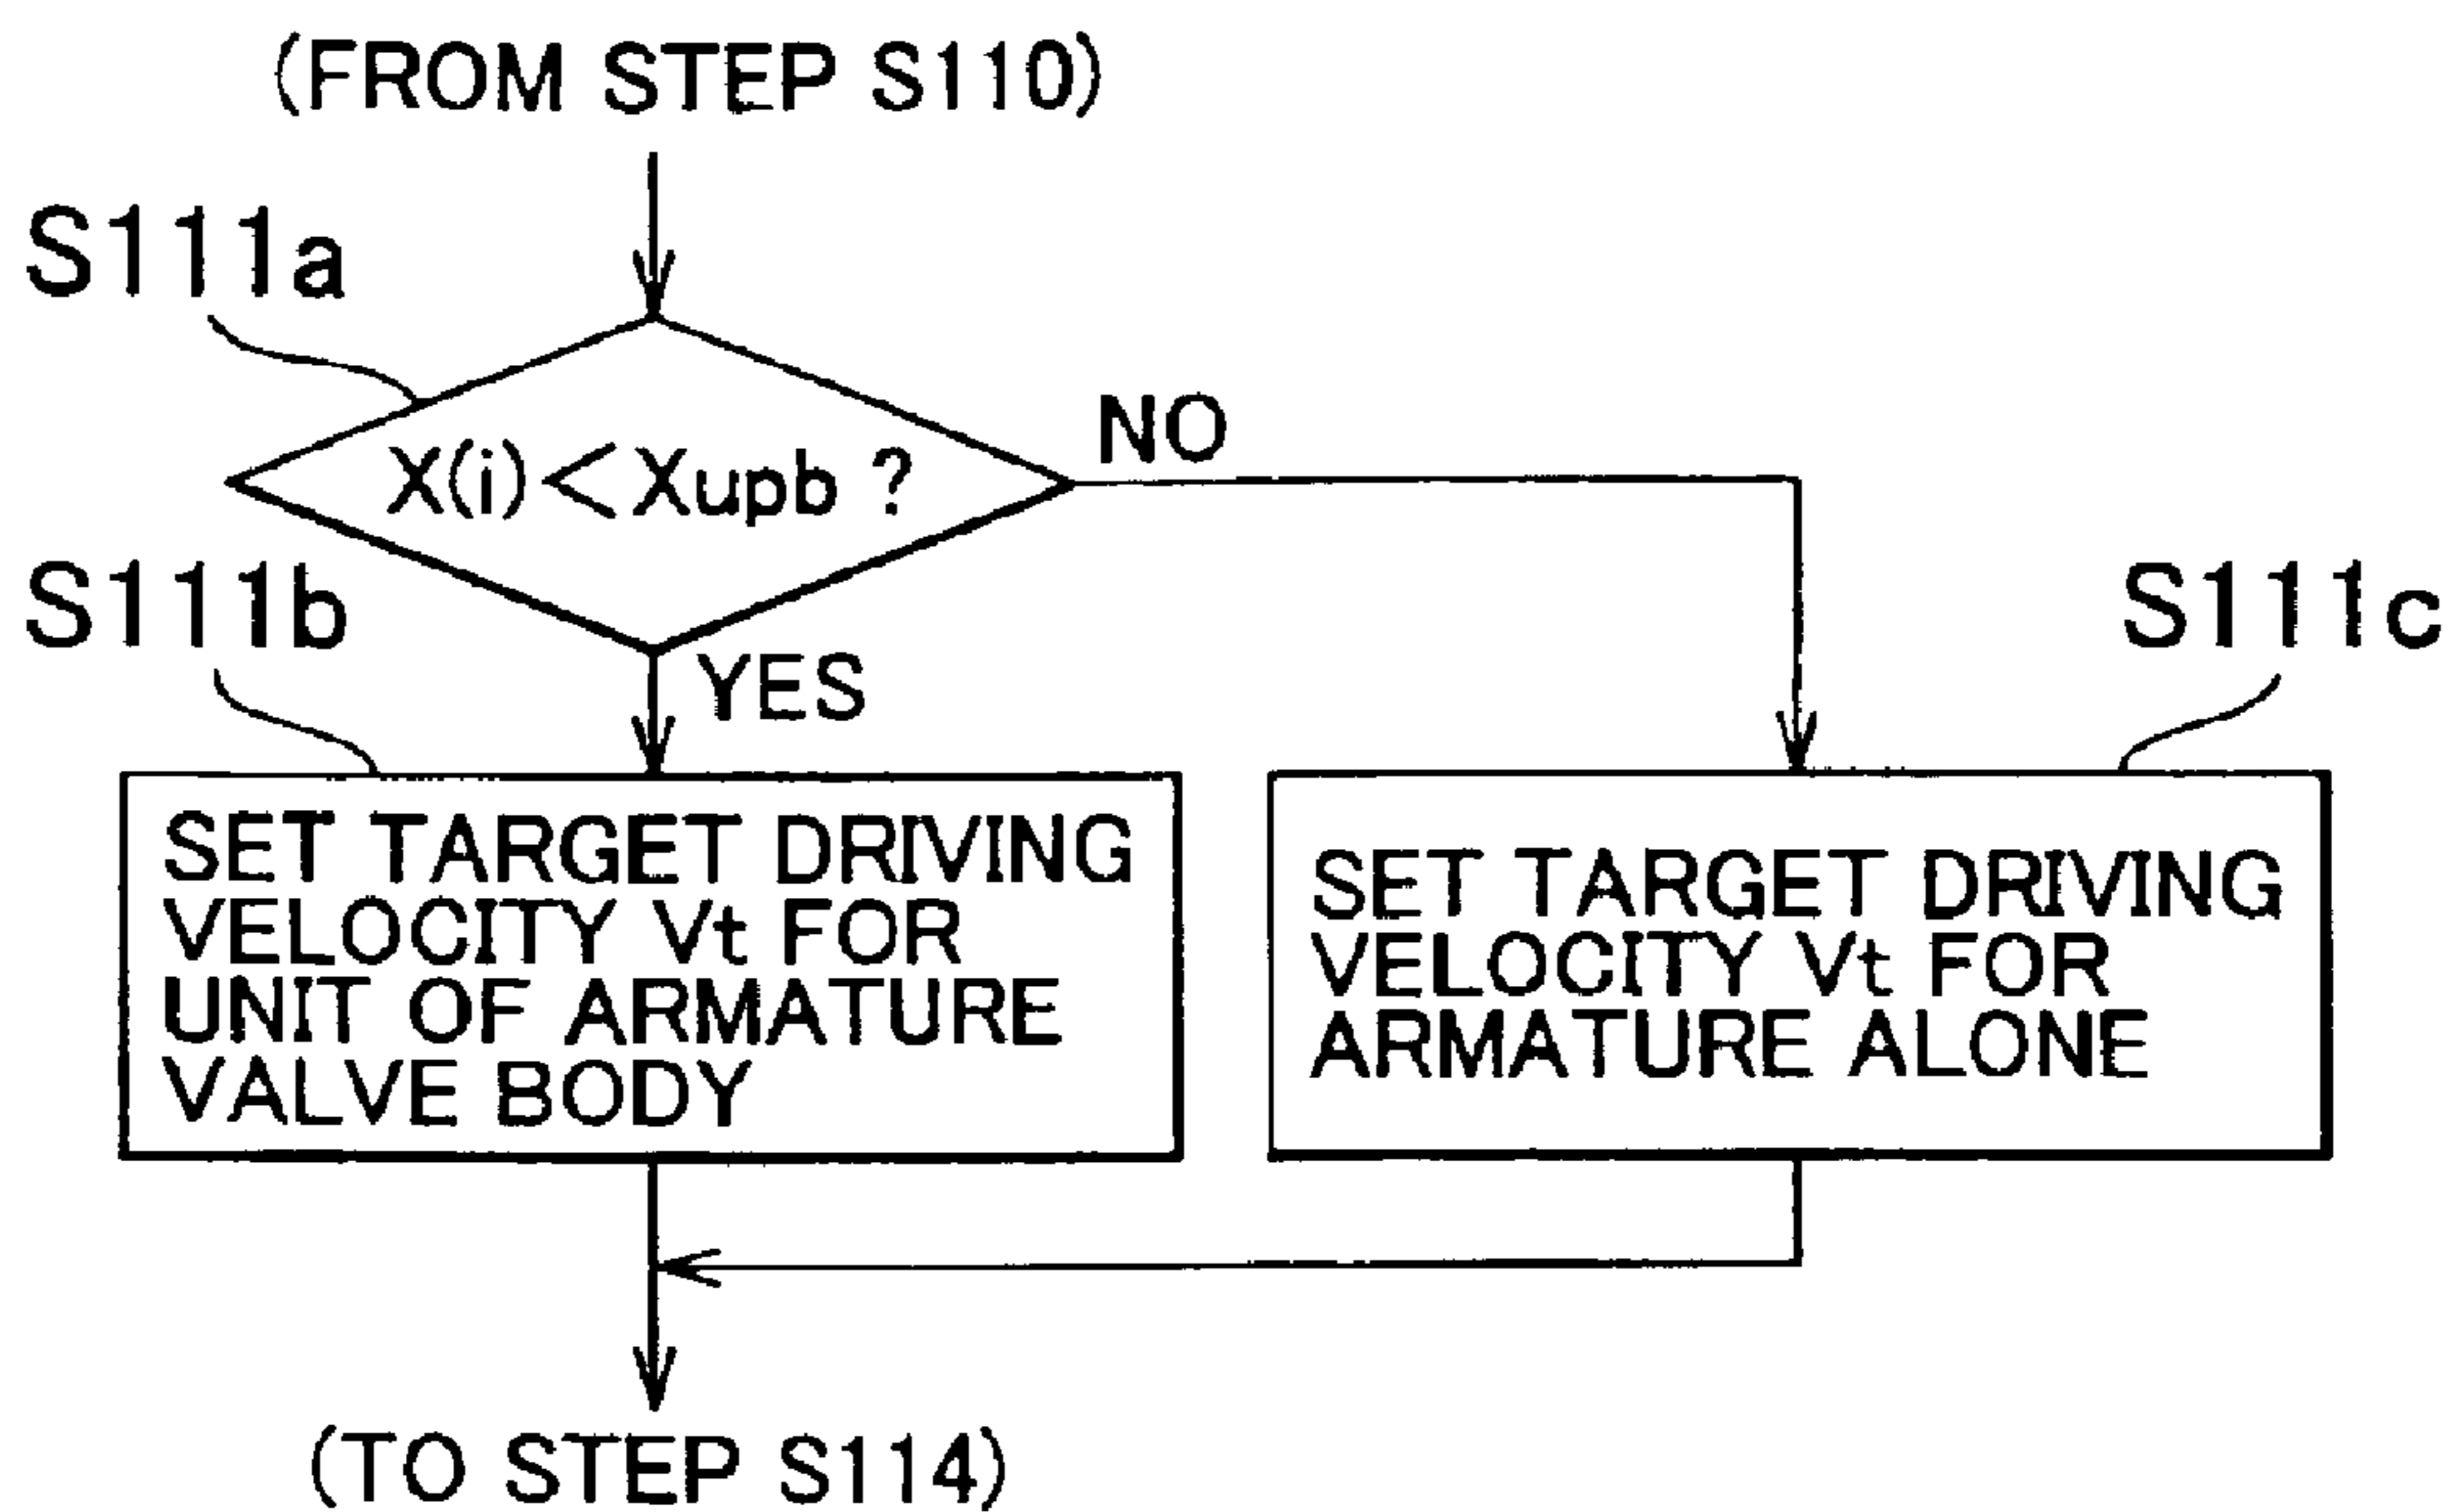 (FROM STEP S110)
S111a
X(i)<Xupb ?
NO
S111b
YES
S111c
SET TARGET DRIVING
VELOCITY Vt FOR
UNIT OF ARMATURE
VALVE BODY
SET TARGET DRIVING
VELOCITY Vt FOR
ARMATURE ALONE
(TO STEP S114)